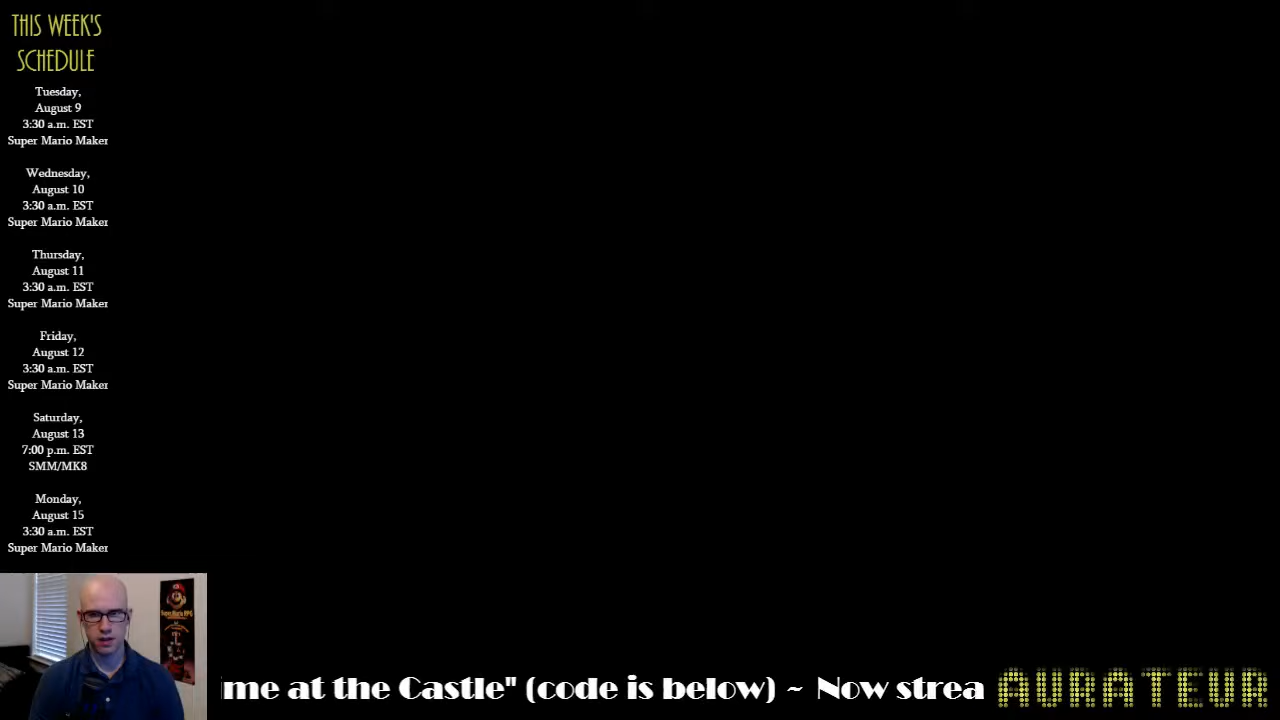 THIS WEEK'S
SCHEDULE
Tuesday,
August 9
3:30 a.m. EST
Super Mario Maker
Wednesday,
August 10
3:30 a.m. EST
Super Mario Maker
Thursday,
August 11
3:30 a.m. EST
Super Mario Maker
Friday,
August 12
3:30 a.m. EST
Super Mario Maker
Saturday,
August 13
7:00 p.m. EST
SMM/MK8
Monday,
August 15
3:30 a.m. EST
Super Mario Maker
Super Mario RPG
ime at the Castle" (code is below) ~ Now strea
AURATEUR